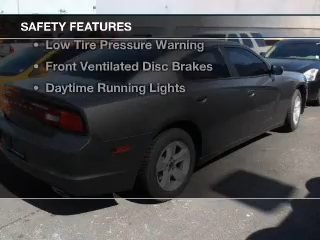 SAFETY FEATURES
• Low Tire Pressure Warning
• Front Ventilated Disc Brakes
• Daytime Running Lights